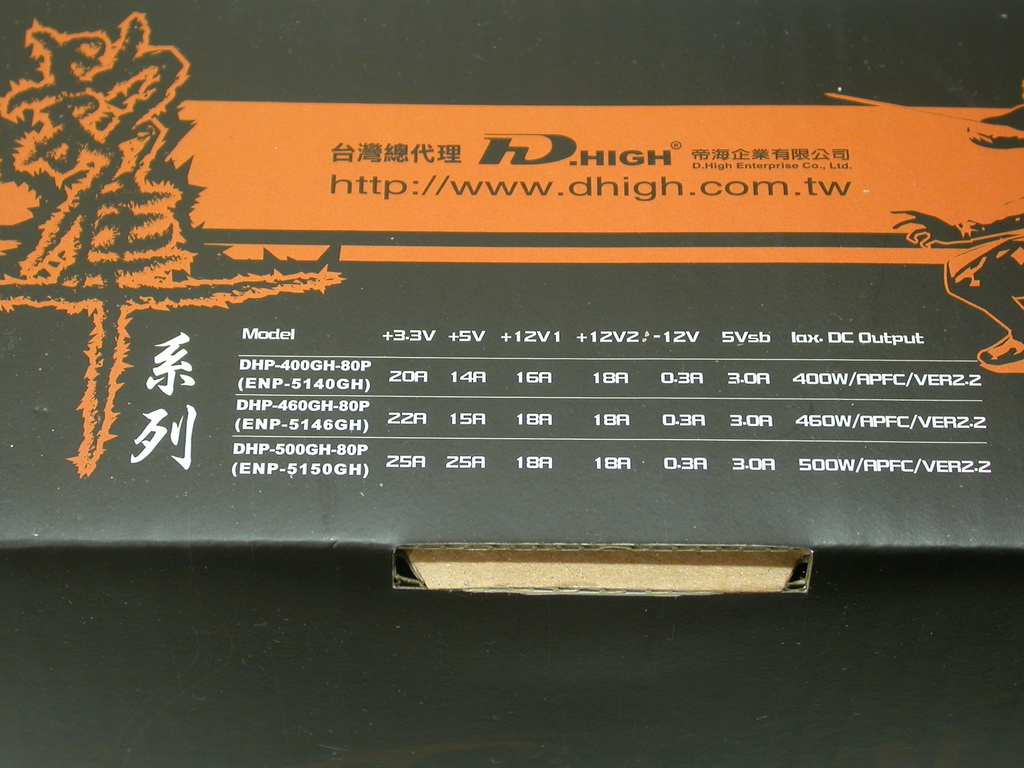 台灣總代理 D.HIGH® 帝海企業有限公司
D.High Enterprise Co., Ltd.
http://www.dhigh.com.tw
系列
Model +3.3V +5V +12V1 +12V2 -12V 5Vsb DC Output
DHP-400GH-80P
(ENP-5140GH) 20A 14A 16A 18A 0.3A 3.0A 400W/APFC/VER2.2
DHP-460GH-80P
(ENP-5146GH) 22A 15A 18A 18A 0.3A 3.0A 460W/APFC/VER2.2
DHP-500GH-80P
(ENP-5150GH) 25A 25A 18A 18A 0.3A 3.0A 500W/APFC/VER2.2